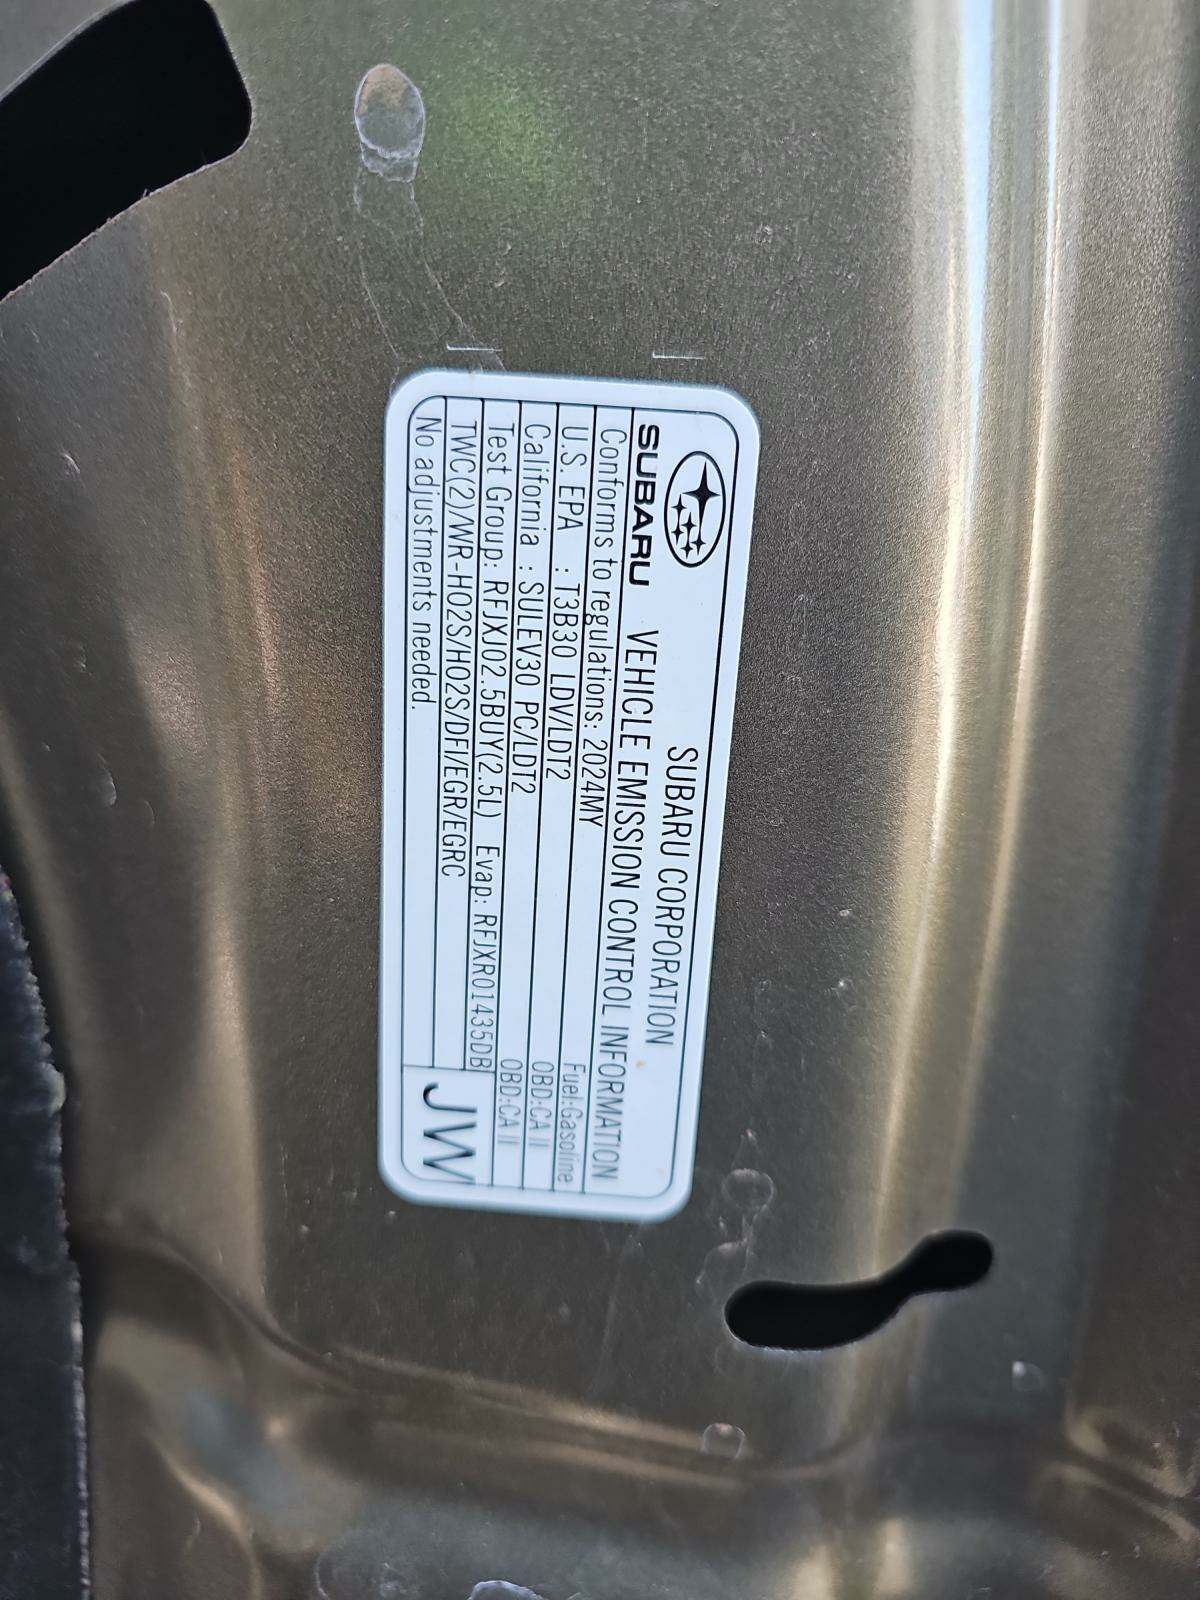 SUBARU CORPORATION
SUBARU VEHICLE EMISSION CONTROL INFORMATION
Conforms to regulations: 2024MY Fuel:Gasoline
U.S. EPA : T3B30 LDV/LDT2 OBD:CA II
California : SULEV30 PC/LDT2 OBD:CA II
Test Group: RFJXJ02.5BUY(2.5L) Evap: RFJXR01435DB
TWC(2)/WR-HO2S/HO2S/DFI/EGR/EGRC
No adjustments needed.
JW